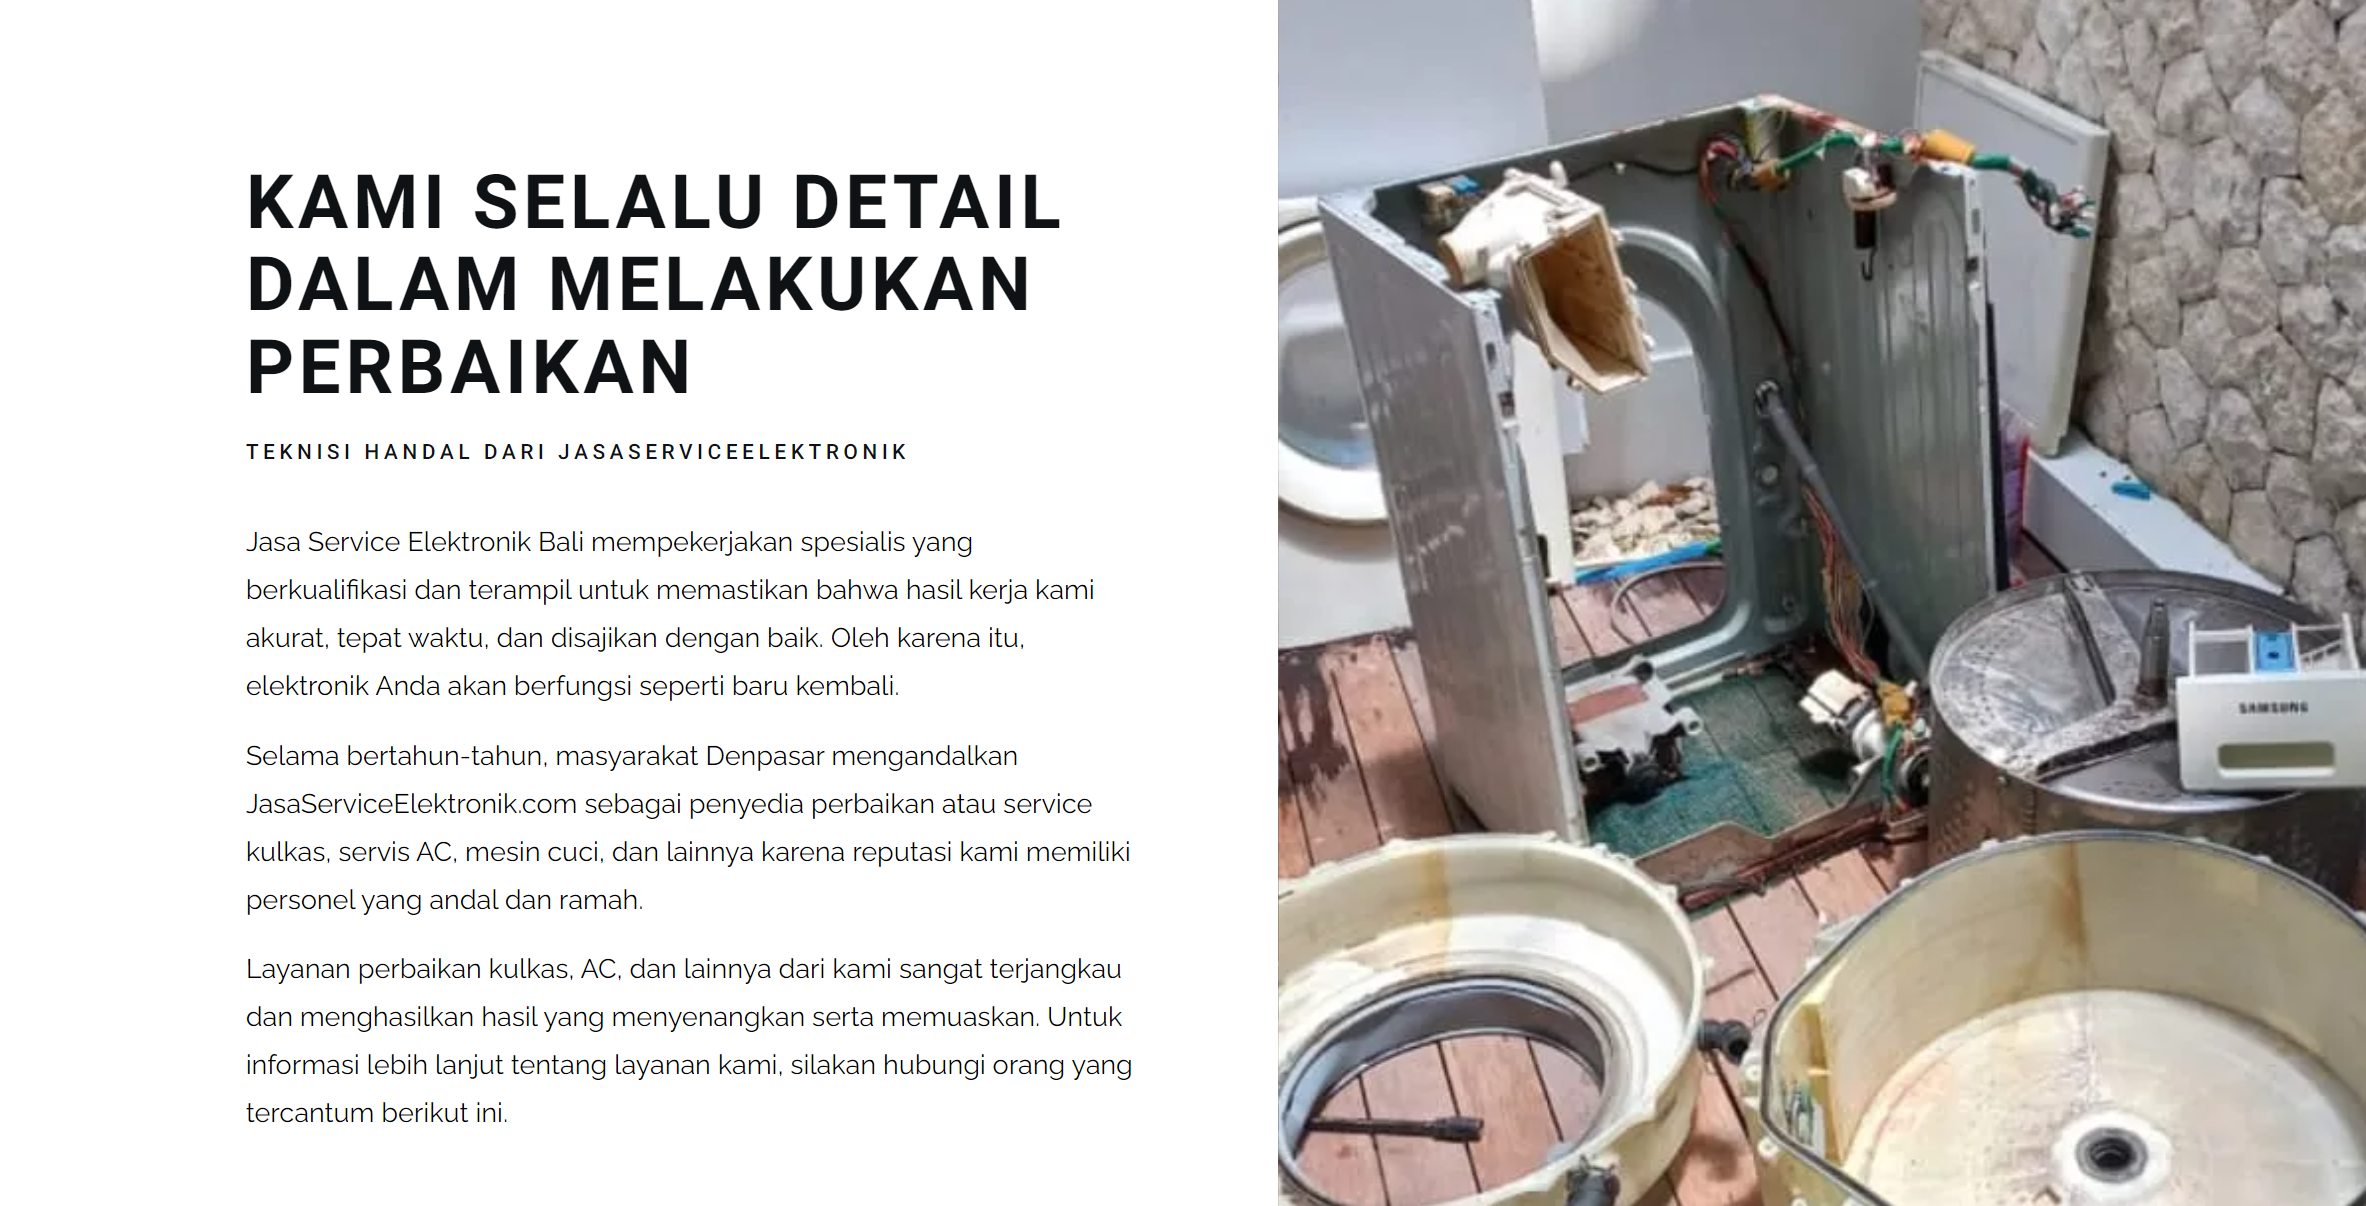 KAMI SELALU DETAIL
DALAM MELAKUKAN
PERBAIKAN
TEKNISI HANDAL DARI JASASERVICEELEKTRONIK
Jasa Service Elektronik Bali mempekerjakan spesialis yang
berkualifikasi dan terampil untuk memastikan bahwa hasil kerja kami
akurat, tepat waktu, dan disajikan dengan baik. Oleh karena itu,
elektronik Anda akan berfungsi seperti baru kembali.
Selama bertahun-tahun, masyarakat Denpasar mengandalkan
JasaServiceElektronik.com sebagai penyedia perbaikan atau service
kulkas, servis AC, mesin cuci, dan lainnya karena reputasi kami memiliki
personel yang andal dan ramah.
Layanan perbaikan kulkas, AC, dan lainnya dari kami sangat terjangkau
dan menghasilkan hasil yang menyenangkan serta memuaskan. Untuk
informasi lebih lanjut tentang layanan kami, silakan hubungi orang yang
tercantum berikut ini.
SAMSUNG